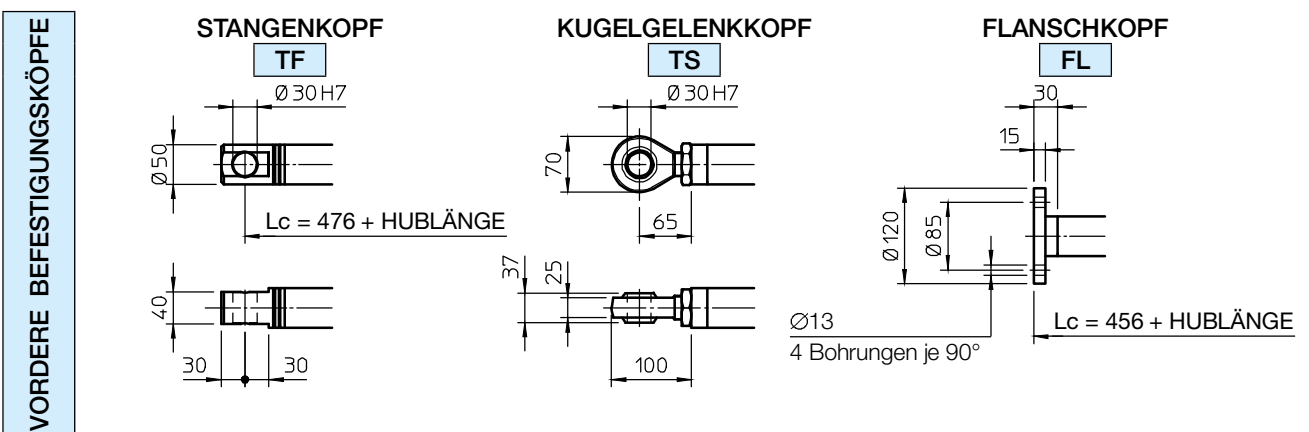 VORDERE BEFESTIGUNGSKÖPFE
STANGENKOPF
TF
Ø 30 H7
Ø 50
Lc = 476 + HUBLÄNGE
40
30
30
KUGELGELENKKOPF
TS
Ø 30 H7
70
65
37
25
100
FLANSCHKOPF
FL
30
15
Ø 120
Ø 85
Ø13
4 Bohrungen je 90°
Lc = 456 + HUBLÄNGE